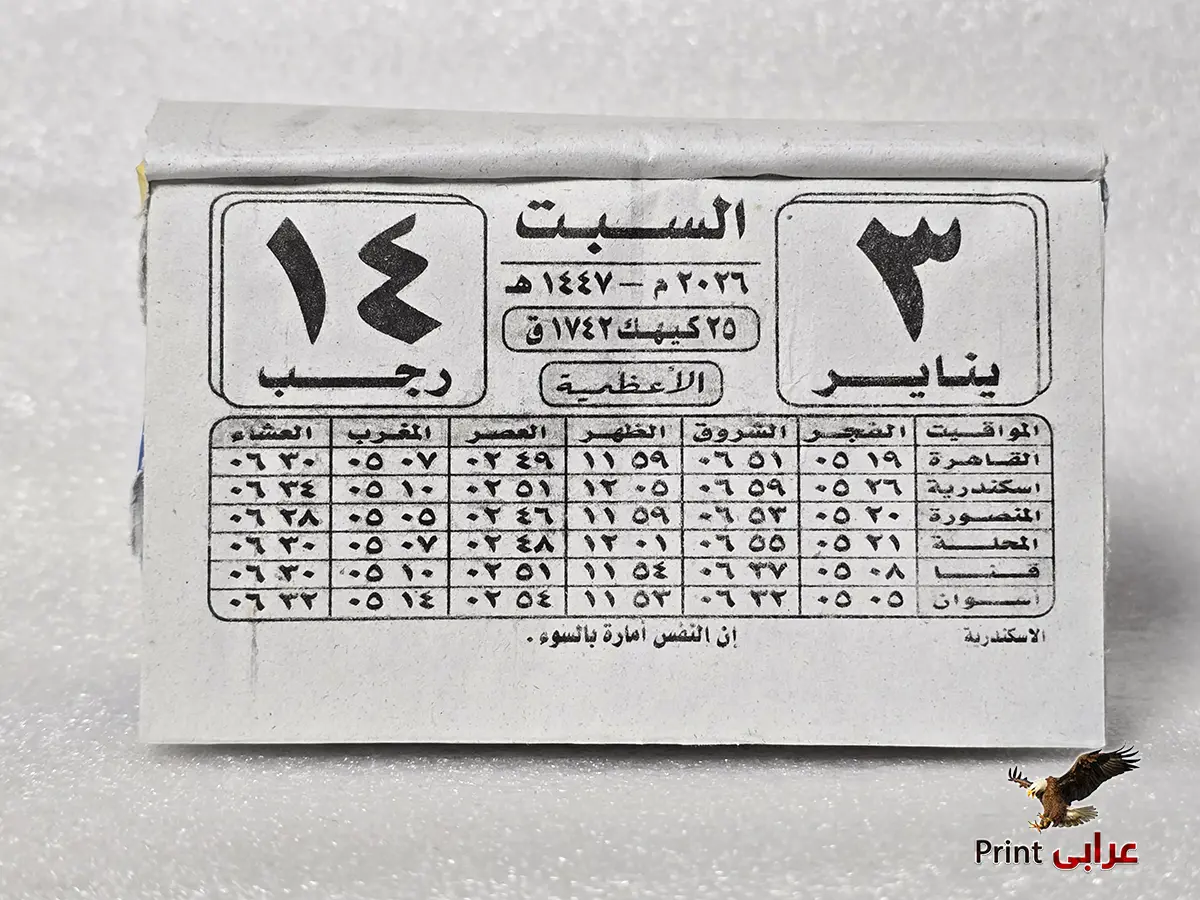 ٣
يناير
السبت
٢٠٢٦ م – ١٤٤٧ هـ
٢٥ كيهك ١٧٤٢ ق
الأعظمية
١٤
رجب
المواقيت الفجر الشروق الظهر العصر المغرب العشاء
القاهرة ١٩ ٠٥ ٥١ ٠٦ ٥٩ ١١ ٤٩ ٠٢ ٠٧ ٠٥ ٣٠ ٠٦
اسكندرية ٢٦ ٠٥ ٥٩ ٠٦ ٠٥ ١٢ ٥١ ٠٢ ١٠ ٠٥ ٣٤ ٠٦
المنصورة ٢٠ ٠٥ ٥٣ ٠٦ ٥٩ ١١ ٤٦ ٠٢ ٠٥ ٠٥ ٢٨ ٠٦
المحلة ٢١ ٠٥ ٥٥ ٠٦ ٠١ ١٢ ٤٨ ٠٢ ٠٧ ٠٥ ٣٠ ٠٦
قنا ٠٨ ٠٥ ٣٧ ٠٦ ٥٤ ١١ ٥١ ٠٢ ١٠ ٠٥ ٣٠ ٠٦
اسوان ٠٥ ٠٥ ٣٢ ٠٦ ٥٣ ١١ ٥٤ ٠٢ ١٤ ٠٥ ٣٢ ٠٦
الاسكندرية
إن النفس أمارة بالسوء .
Print عرابى